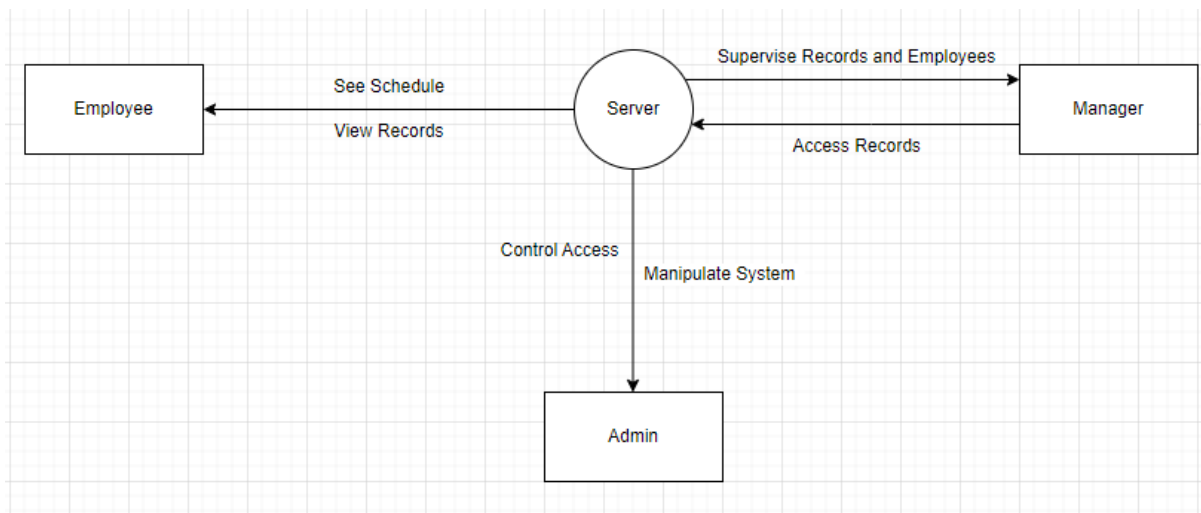 Supervise Records and Employees
See Schedule
Employee
Server
Manager
View Records
Access Records
Control Access
Manipulate System
Admin